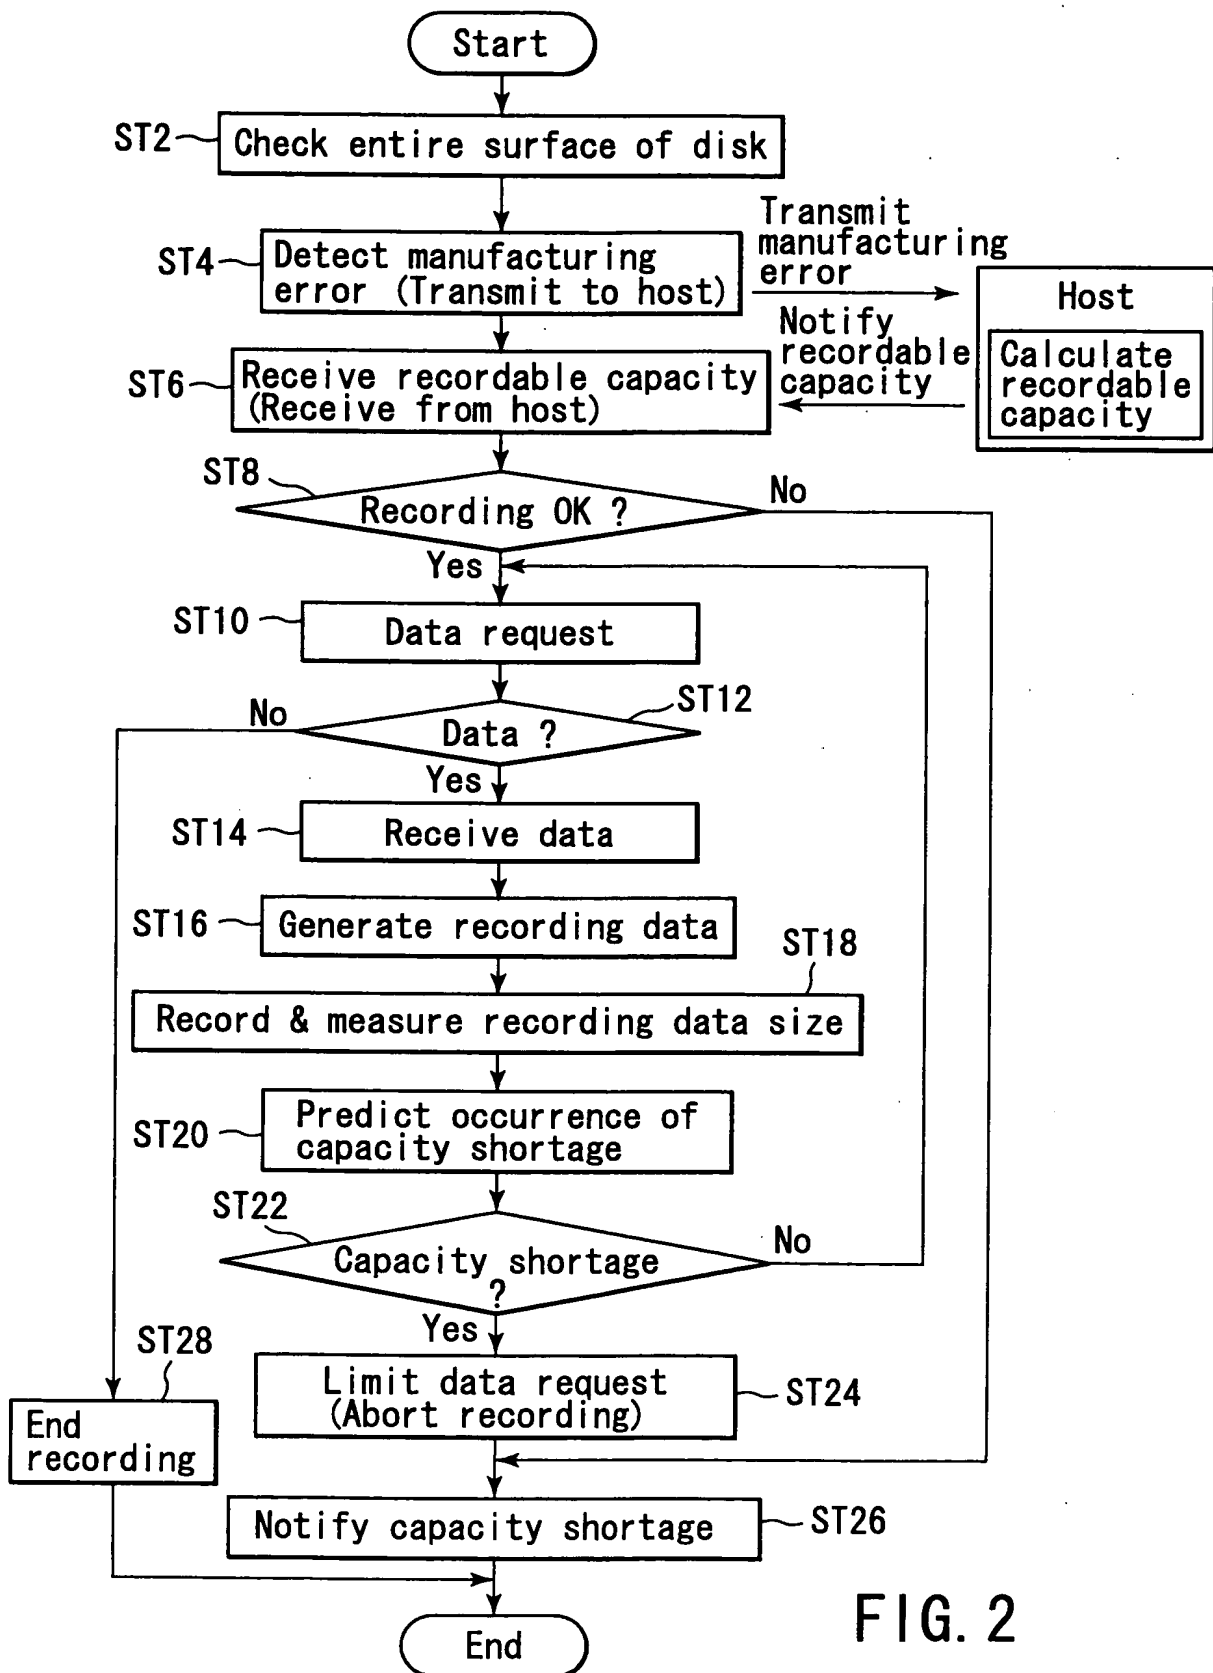 Start
ST2
Check entire surface of disk
ST4
Detect manufacturing
error (Transmit to host)
Transmit
manufacturing
error
Host
Calculate
recordable
capacity
Notify
recordable
capacity
ST6
Receive recordable capacity
(Receive from host)
ST8
Recording OK ?
No
Yes
ST10
Data request
ST12
No
Data ?
Yes
ST14
Receive data
ST16
Generate recording data
ST18
Record & measure recording data size
ST20
Predict occurrence of
capacity shortage
ST22
Capacity shortage
?
No
Yes
ST28
End
recording
Limit data request
(Abort recording)
ST24
Notify capacity shortage
ST26
End
FIG. 2